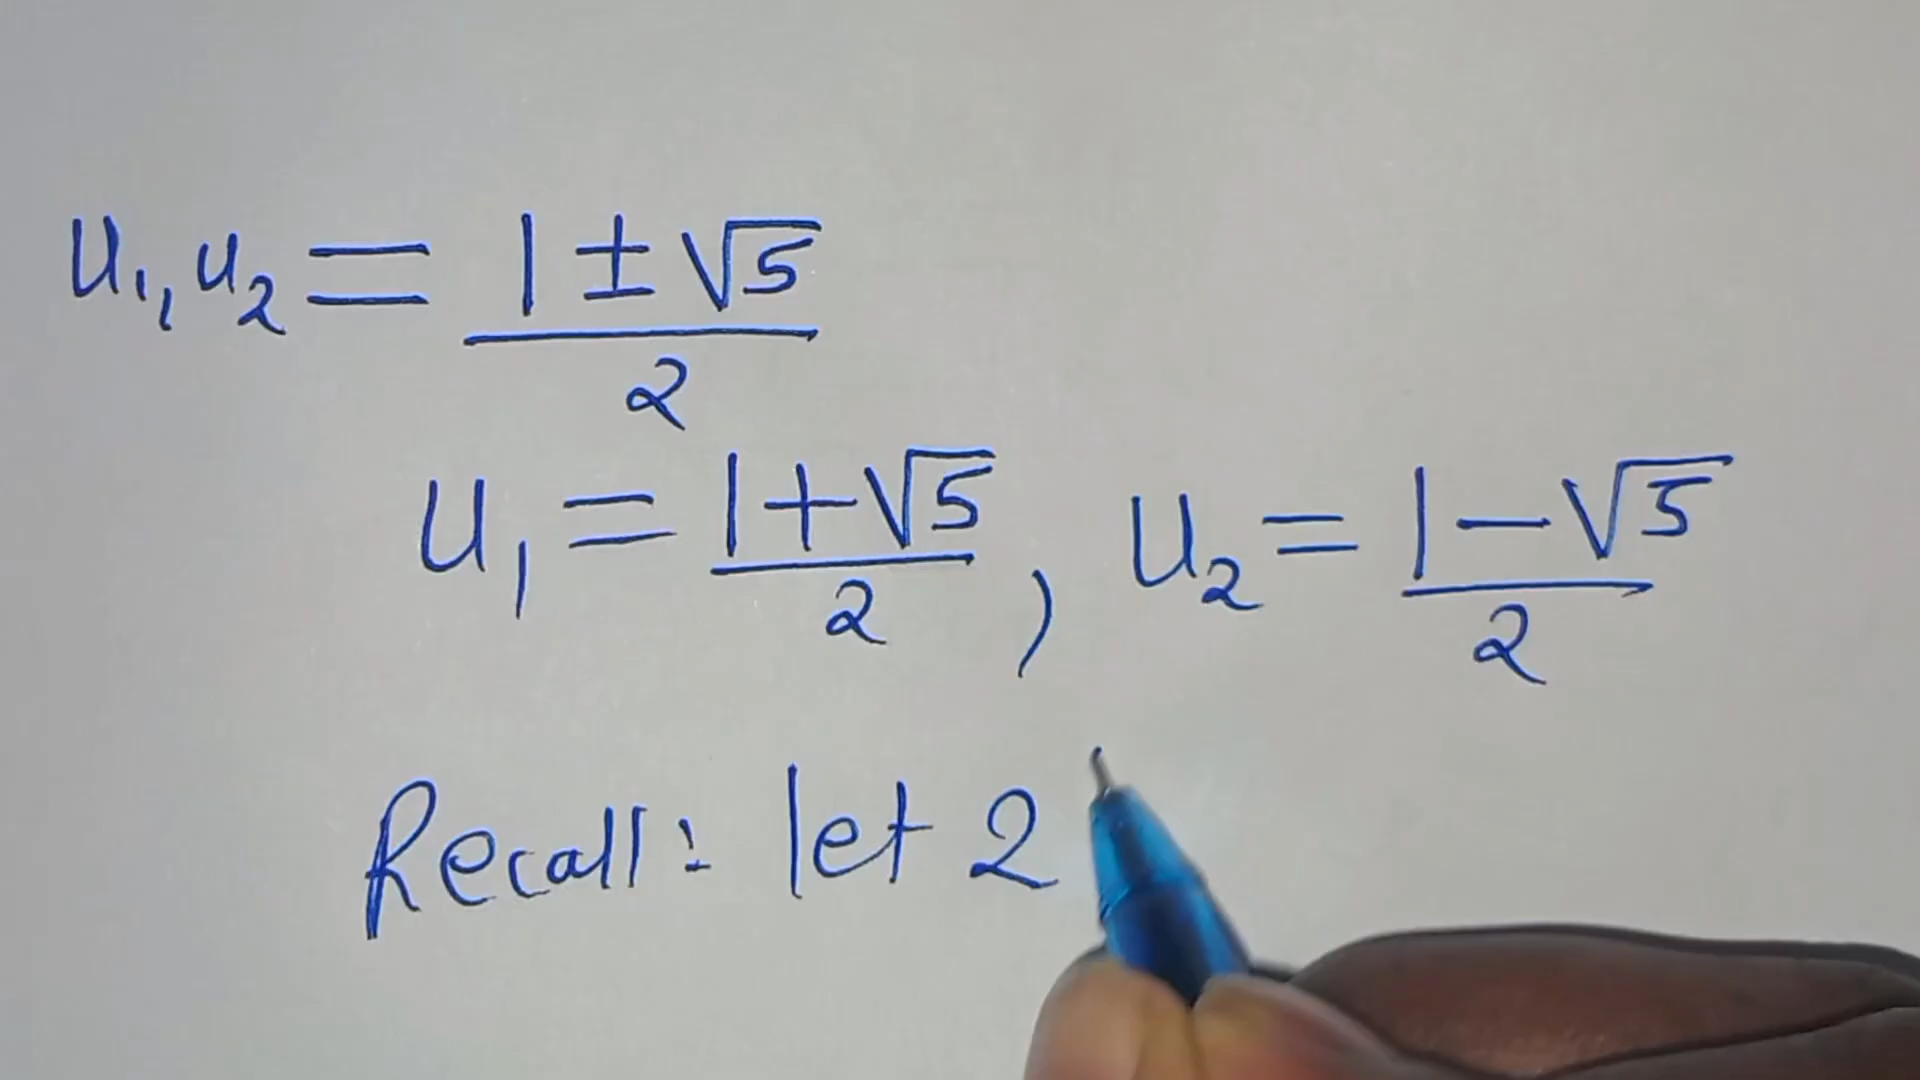 u₁,u₂ = (1 ± √5)/2
u₁ = (1+√5)/2 , u₂ = (1−√5)/2
Recall: let 2